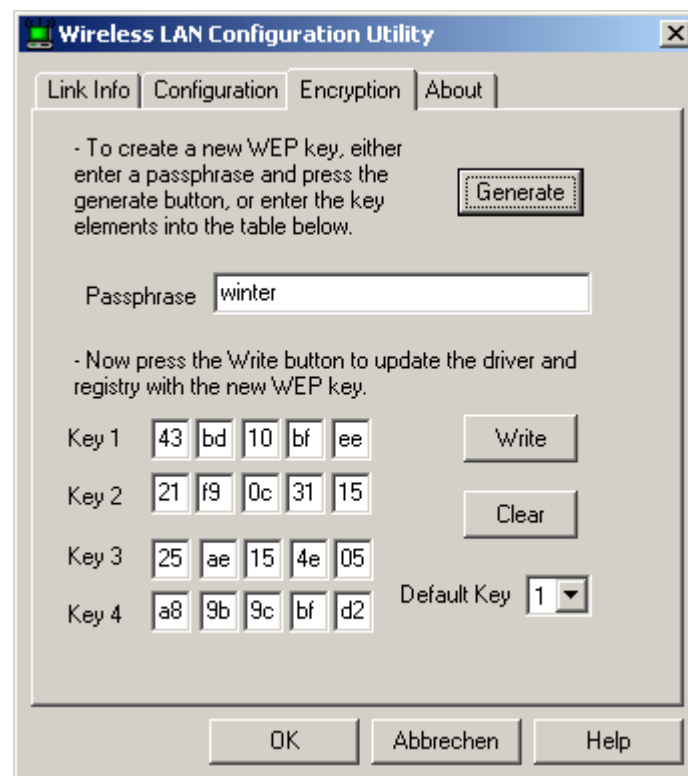 Wireless LAN Configuration Utility
Link Info Configuration Encryption About
- To create a new WEP key, either
enter a passphrase and press the
generate button, or enter the key
elements into the table below.
Generate
Passphrase winter
- Now press the Write button to update the driver and
registry with the new WEP key.
Key 1 43 bd 10 bf ee Write
Key 2 21 f9 0c 31 15
Clear
Key 3 25 ae 15 4e 05
Default Key 1
Key 4 a8 9b 9c bf d2
OK Abbrechen Help